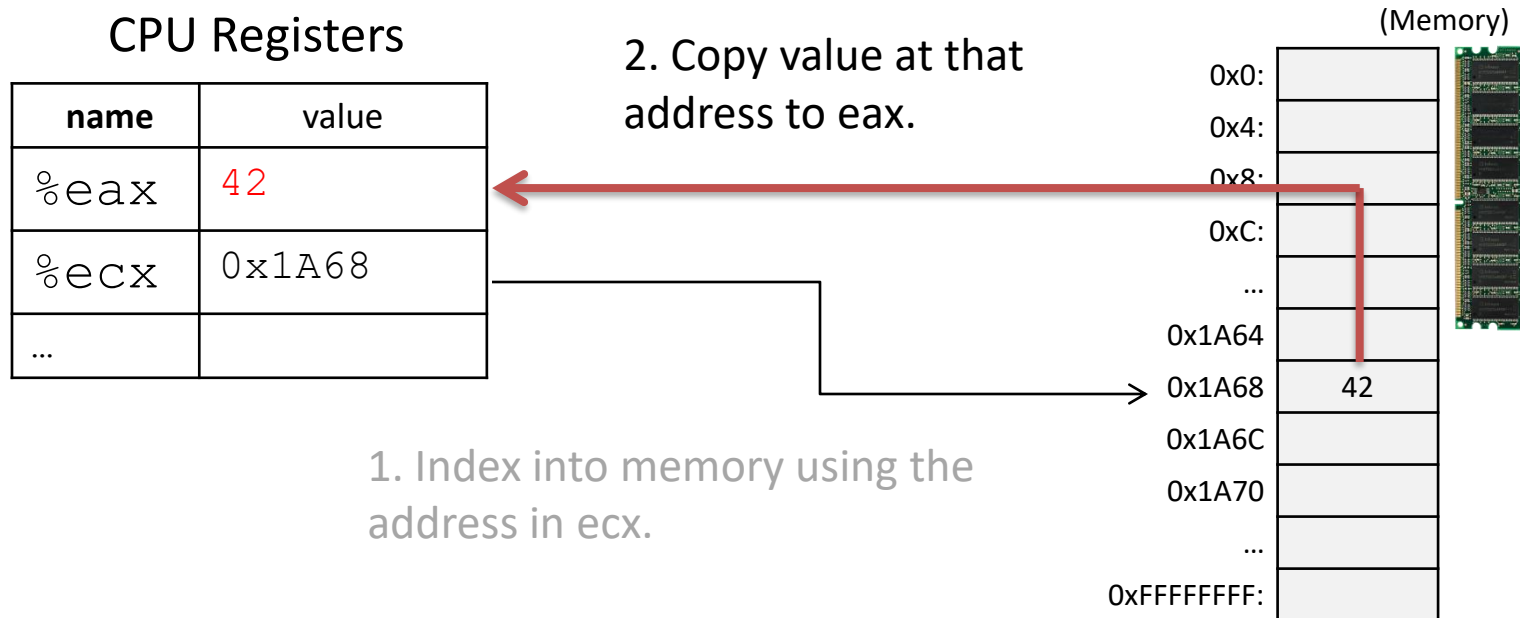 CPU Registers
name value
%eax 42
%ecx 0x1A68
…
2. Copy value at that
address to eax.
1. Index into memory using the
address in ecx.
(Memory)
0x0:
0x4:
0x8:
0xC:
…
0x1A64
0x1A68 42
0x1A6C
0x1A70
…
0xFFFFFFFF: